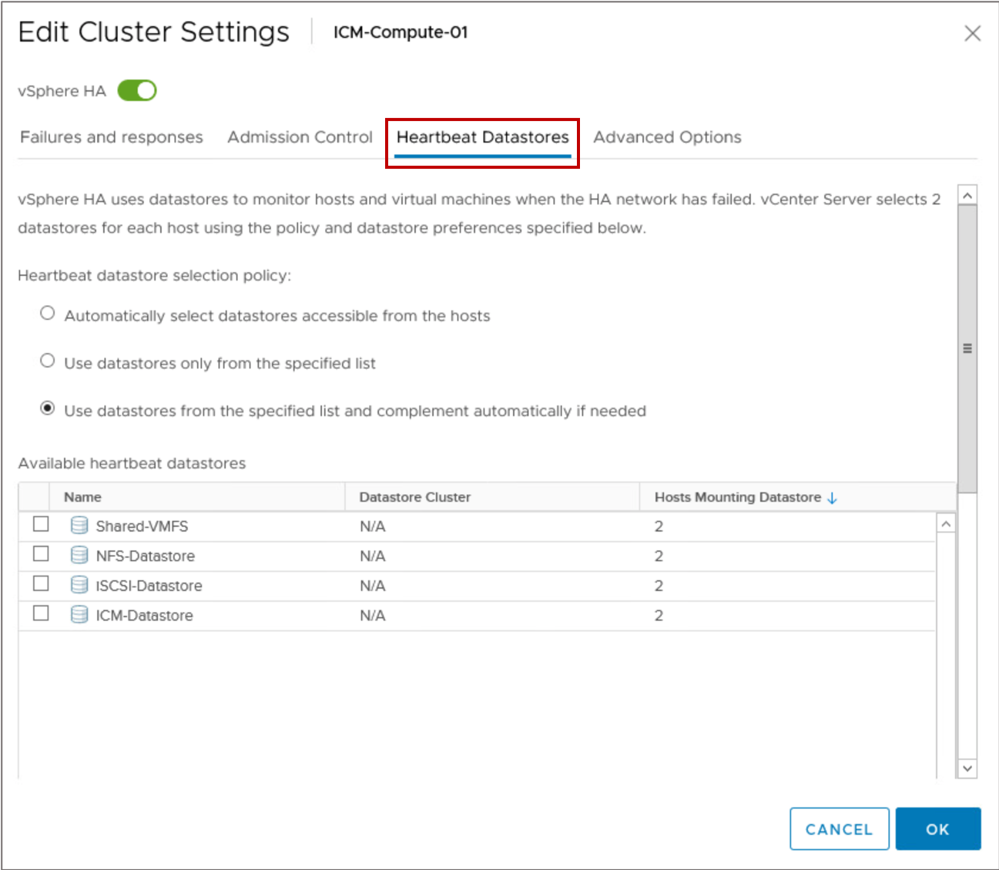 Edit Cluster Settings ICM-Compute-01
vSphere HA
Failures and responses Admission Control Heartbeat Datastores Advanced Options
vSphere HA uses datastores to monitor hosts and virtual machines when the HA network has failed. vCenter Server selects 2
datastores for each host using the policy and datastore preferences specified below.
Heartbeat datastore selection policy:
Automatically select datastores accessible from the hosts
Use datastores only from the specified list
Use datastores from the specified list and complement automatically if needed
Available heartbeat datastores
Name Datastore Cluster Hosts Mounting Datastore
Shared-VMFS N/A 2
NFS-Datastore N/A 2
iSCSI-Datastore N/A 2
ICM-Datastore N/A 2
CANCEL OK